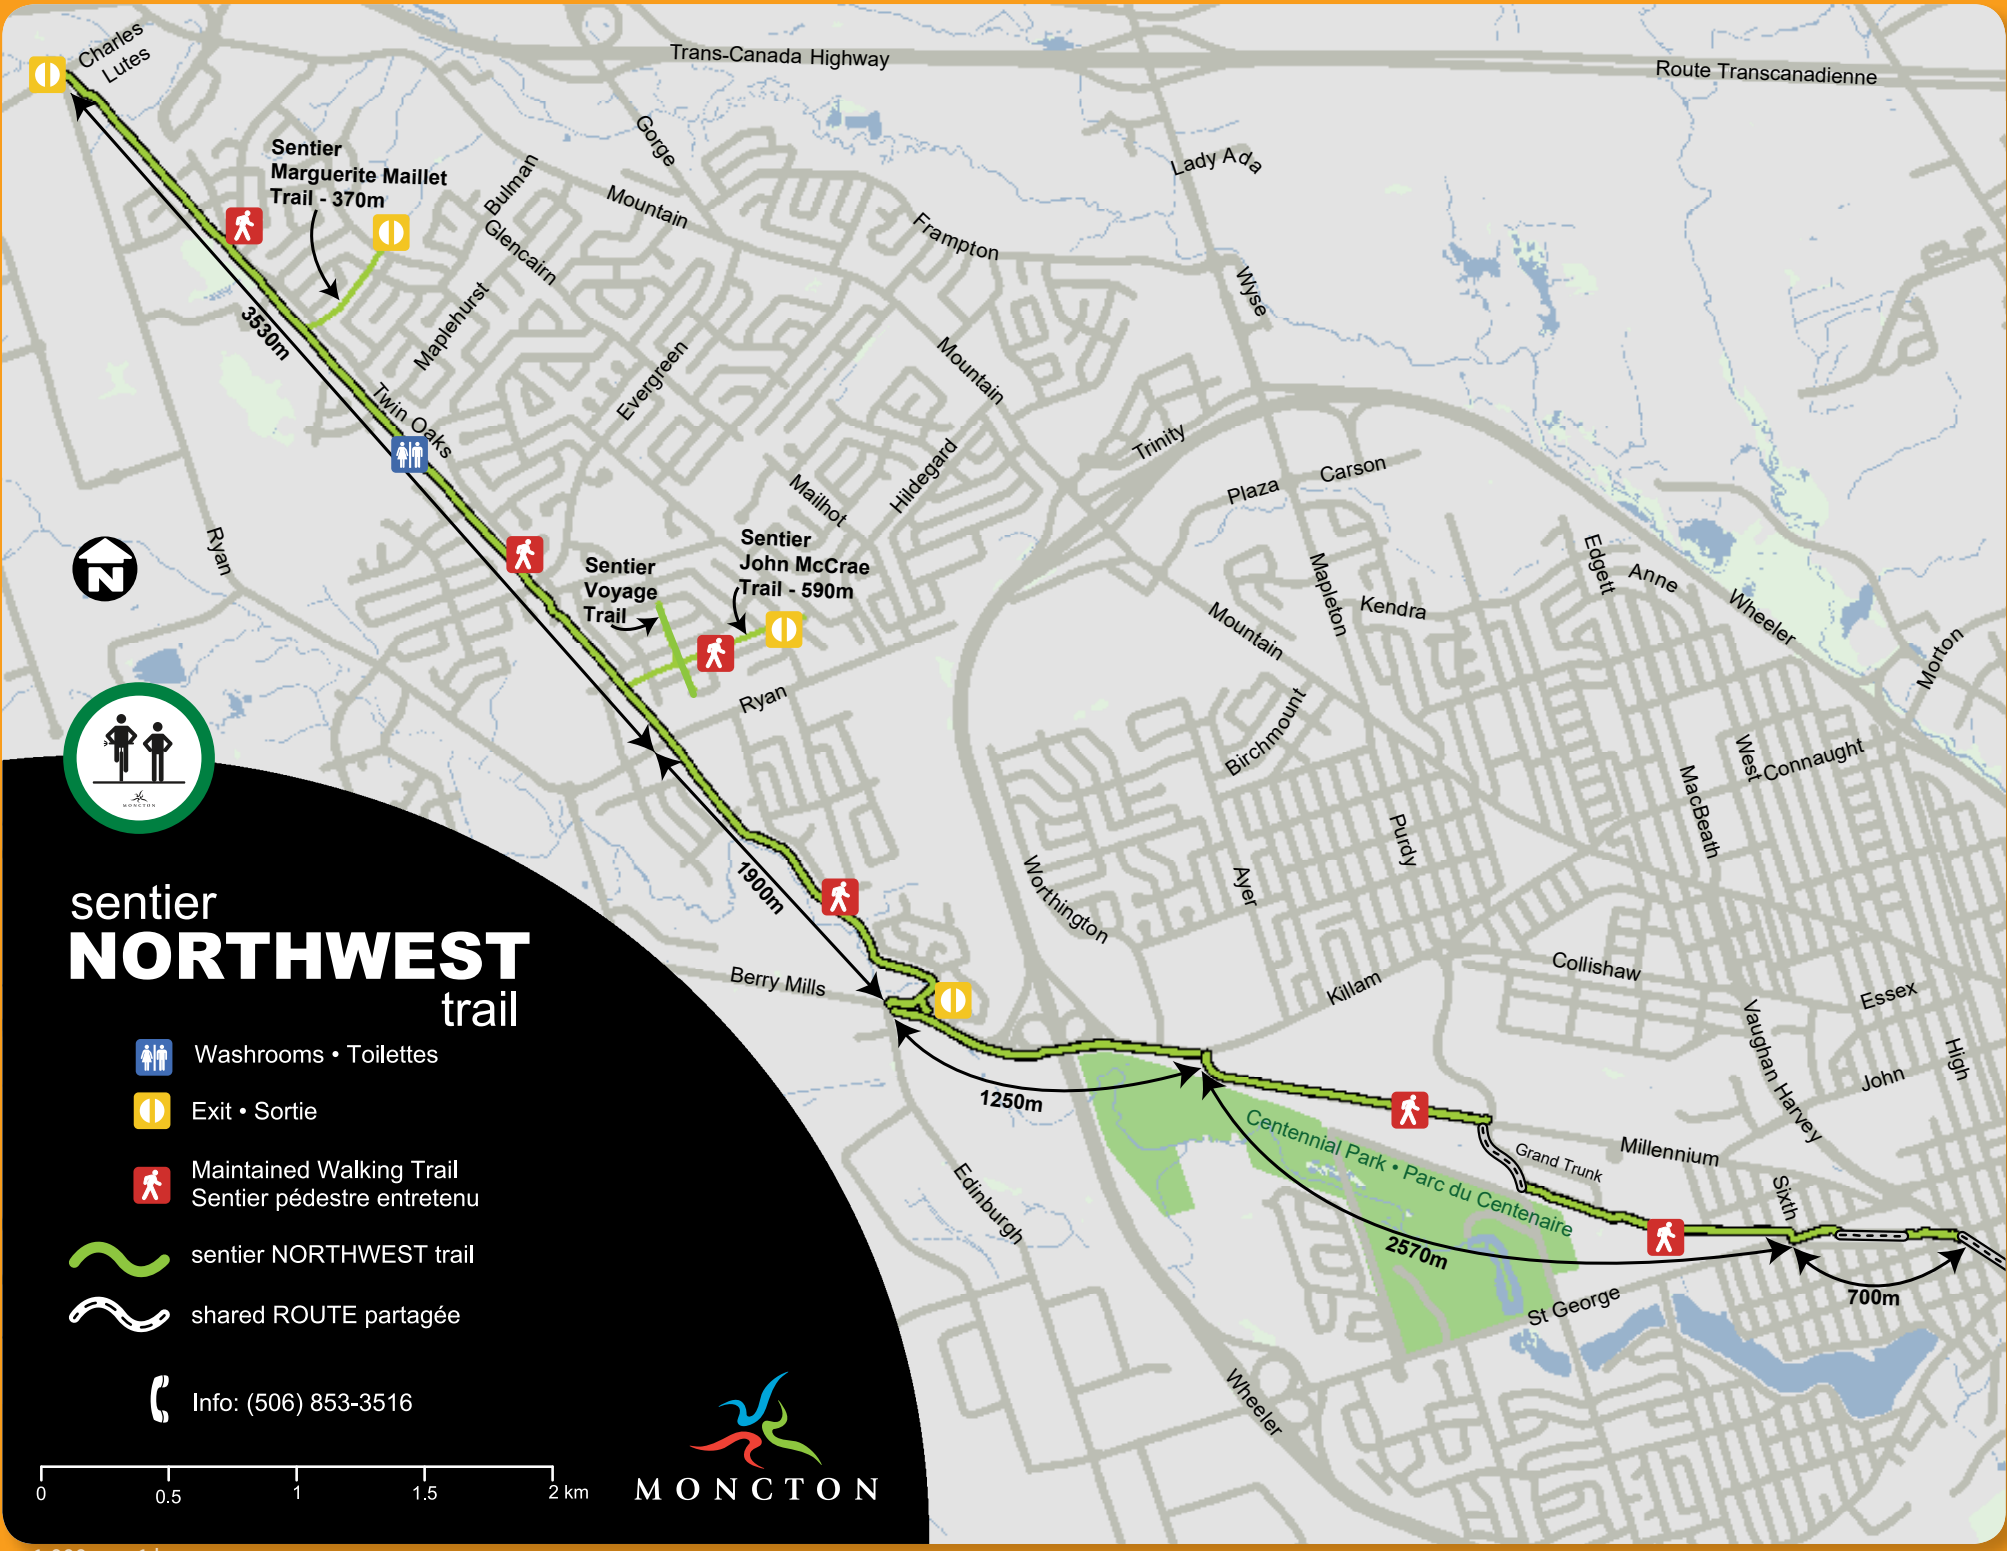 Charles
Lutes
Trans-Canada Highway
Route Transcanadienne
Gorge
Sentier
Marguerite Maillet
Trail - 370m
Bulman
Mountain
Lady Ada
Glencairn
Frampton
Wyse
Maplehurst
3530m
Mountain
Evergreen
Twin Oaks
Trinity
Hildegard
Mailhot
Plaza
Carson
Ryan
Sentier
Voyage
Trail
Sentier
John McCrae
Trail - 590m
Mapleton
Kendra
Edgett
Anne
Wheeler
Mountain
Morton
N
Ryan
Birchmount
West
Connaught
MacBeath
Purdy
MONCTON
1900m
Worthington
Ayer
sentier
NORTHWEST
trail
Berry Mills
Killam
Collishaw
Essex
Vaughan Harvey
High
John
1250m
Centennial Park • Parc du Centenaire
Grand Trunk
Millennium
Sixth
Edinburgh
2570m
St George
700m
Wheeler
Washrooms • Toilettes
Exit • Sortie
Maintained Walking Trail
Sentier pédestre entretenu
sentier NORTHWEST trail
shared ROUTE partagée
Info: (506) 853-3516
0
0.5
1
1.5
2 km
MONCTON